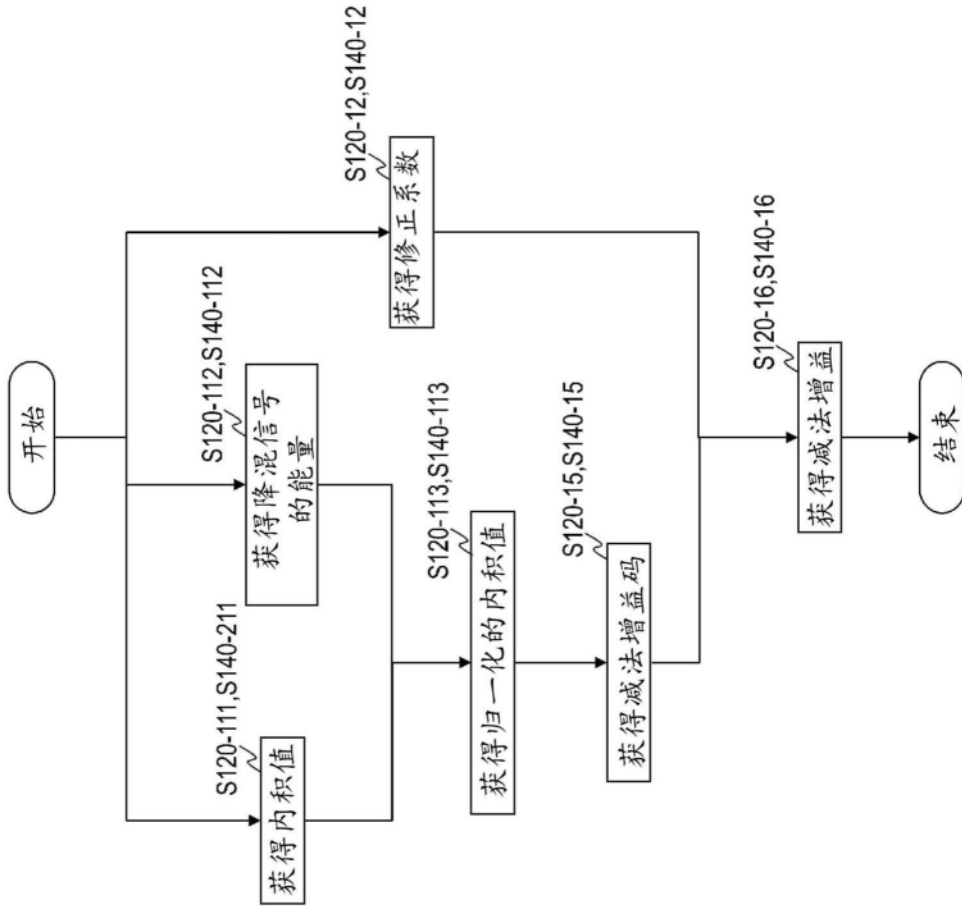 开始
S120-111,S140-211
获得内积值
S120-112,S140-112
获得降混信号
的能量
S120-12,S140-12
获得修正系数
S120-113,S140-113
获得归一化的内积值
S120-15,S140-15
获得减法增益码
S120-16,S140-16
获得减法增益
结束